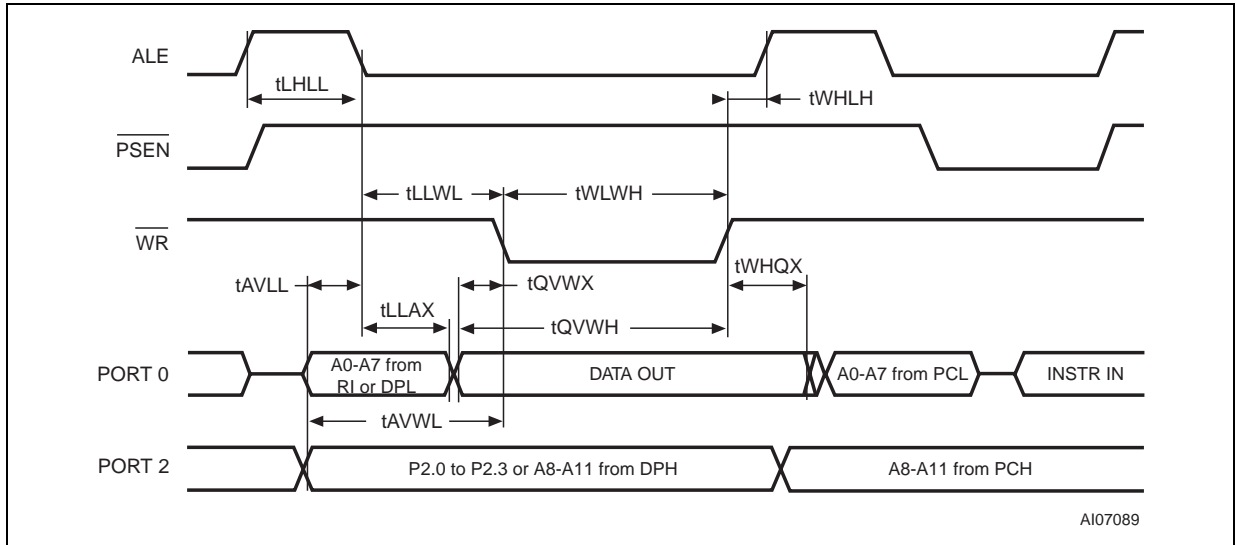 ALE
tLHLL
tWHLH
PSEN
tLLWL
tWLWH
WR
tAVLL
tQVWX
tWHQX
tLLAX
tQVWH
PORT 0
A0-A7 from
RI or DPL
DATA OUT
A0-A7 from PCL
INSTR IN
tAVWL
PORT 2
P2.0 to P2.3 or A8-A11 from DPH
A8-A11 from PCH
AI07089